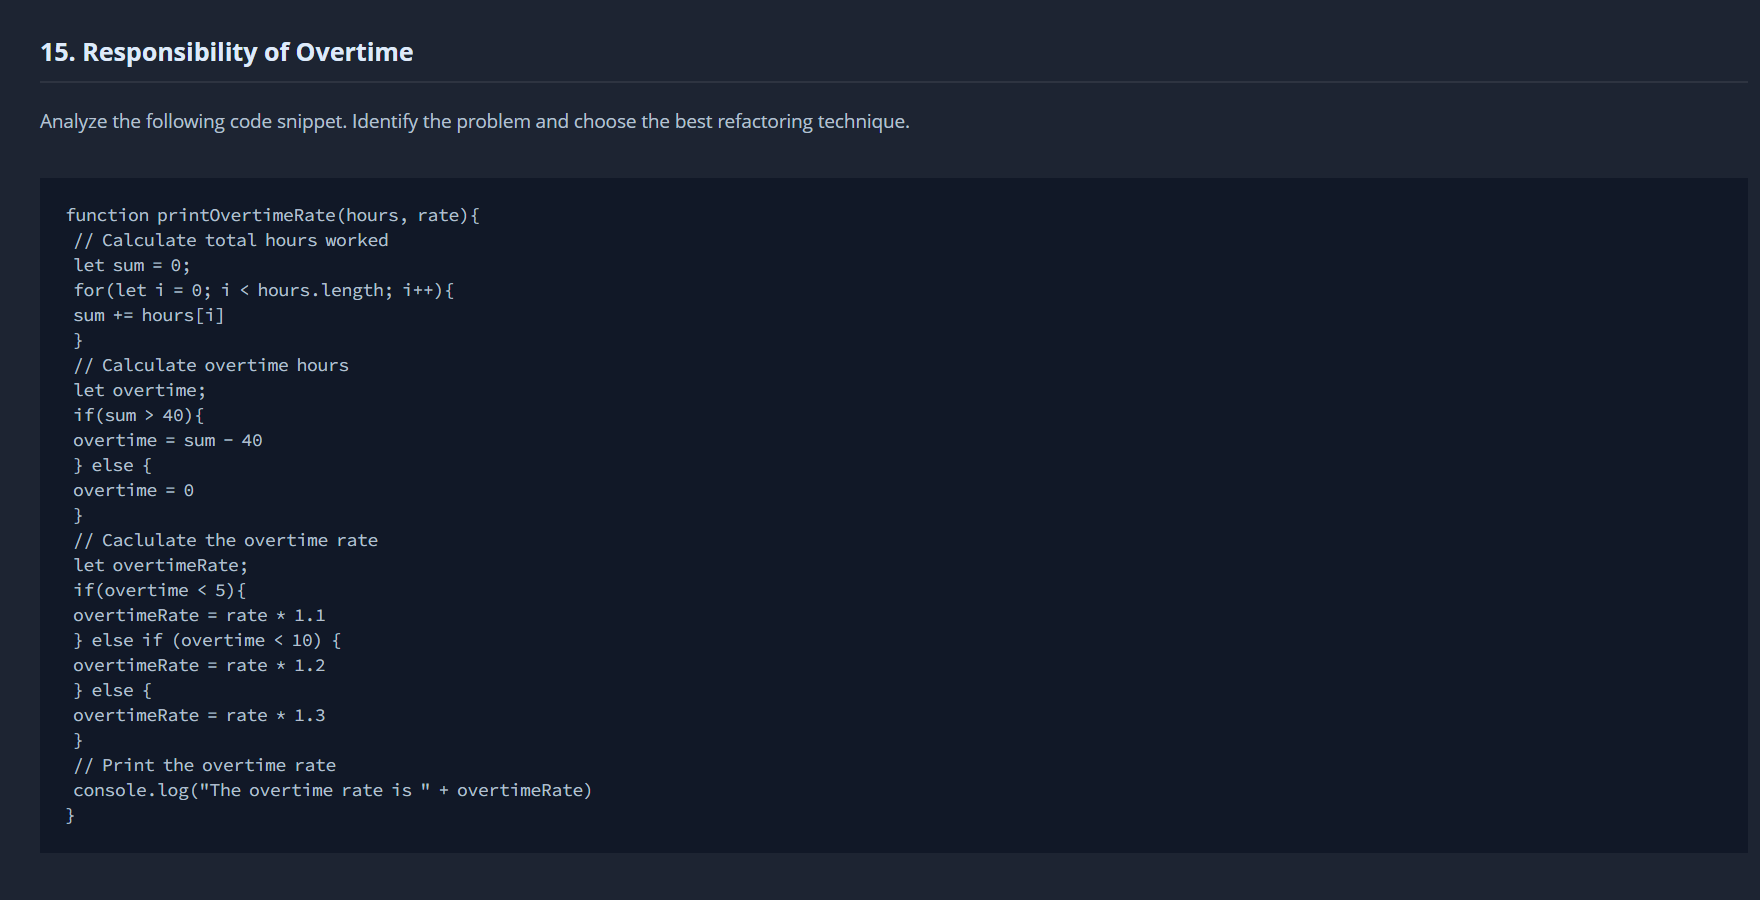 15. Responsibility of Overtime
Analyze the following code snippet. Identify the problem and choose the best refactoring technique.
function printOvertimeRate(hours, rate){
// Calculate total hours worked
let sum = 0;
for(let i = 0; i < hours.length; i++){
sum += hours[i]
}
// Calculate overtime hours
let overtime;
if(sum > 40){
overtime = sum - 40
} else {
overtime = 0
}
// Caclulate the overtime rate
let overtimeRate;
if(overtime < 5){
overtimeRate = rate * 1.1
} else if (overtime < 10) {
overtimeRate = rate * 1.2
} else {
overtimeRate = rate * 1.3
}
// Print the overtime rate
console.log("The overtime rate is " + overtimeRate)
}